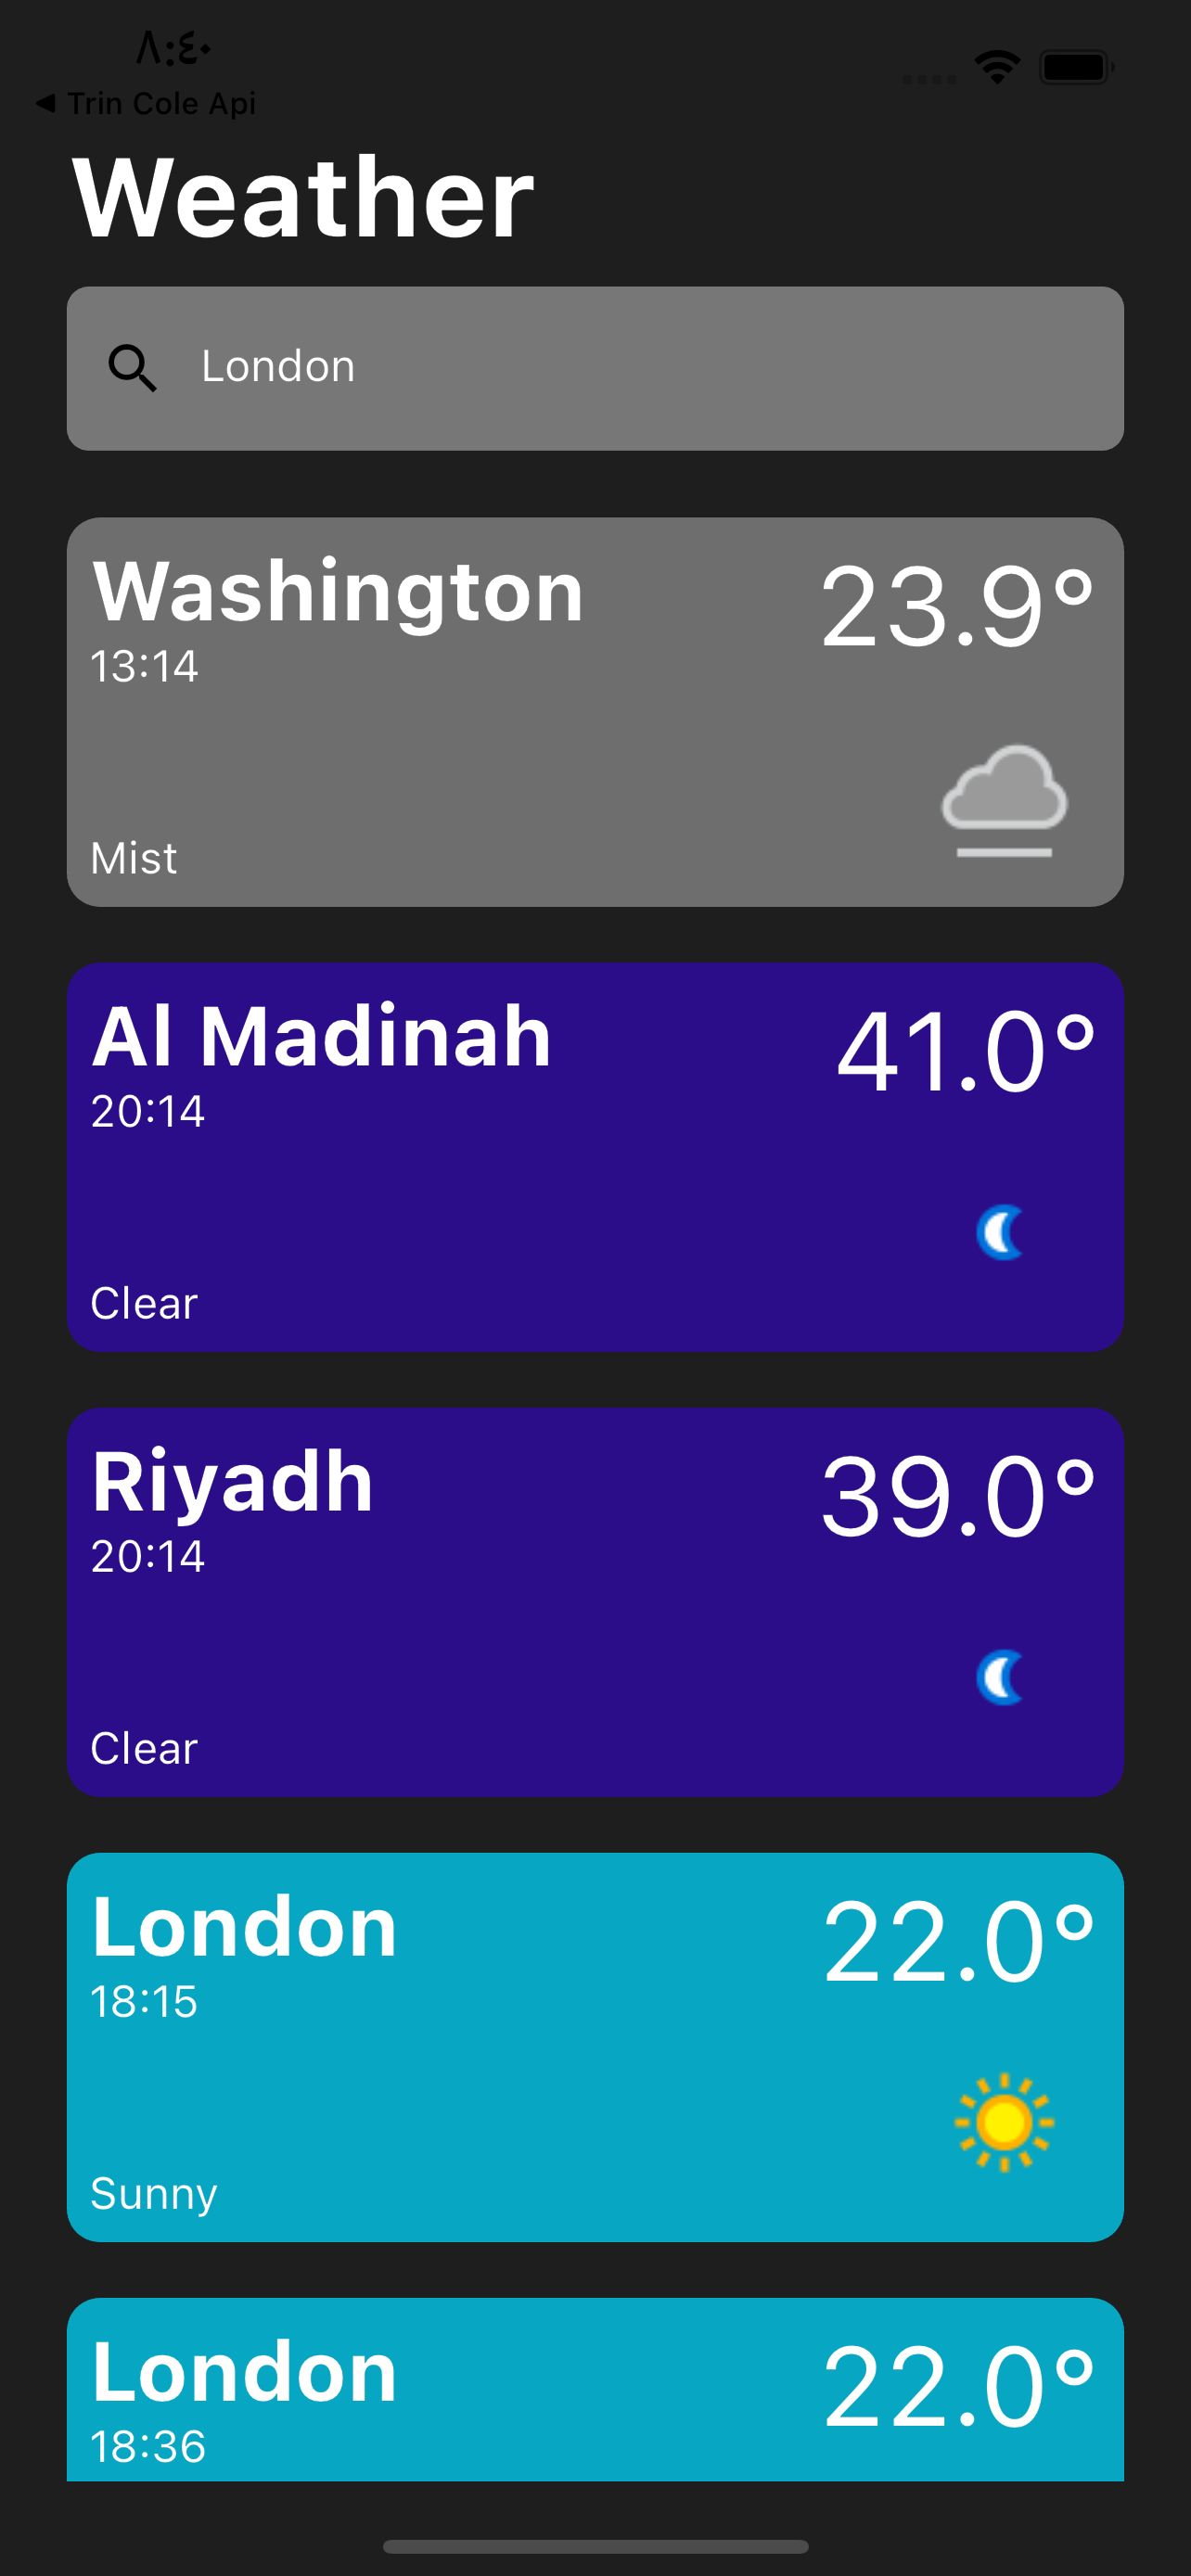 ٨:٤٠
◀ Trin Cole Api
Weather
London
Washington
23.9°
13:14
Mist
Al Madinah
41.0°
20:14
Clear
Riyadh
39.0°
20:14
Clear
London
22.0°
18:15
Sunny
London
22.0°
18:36